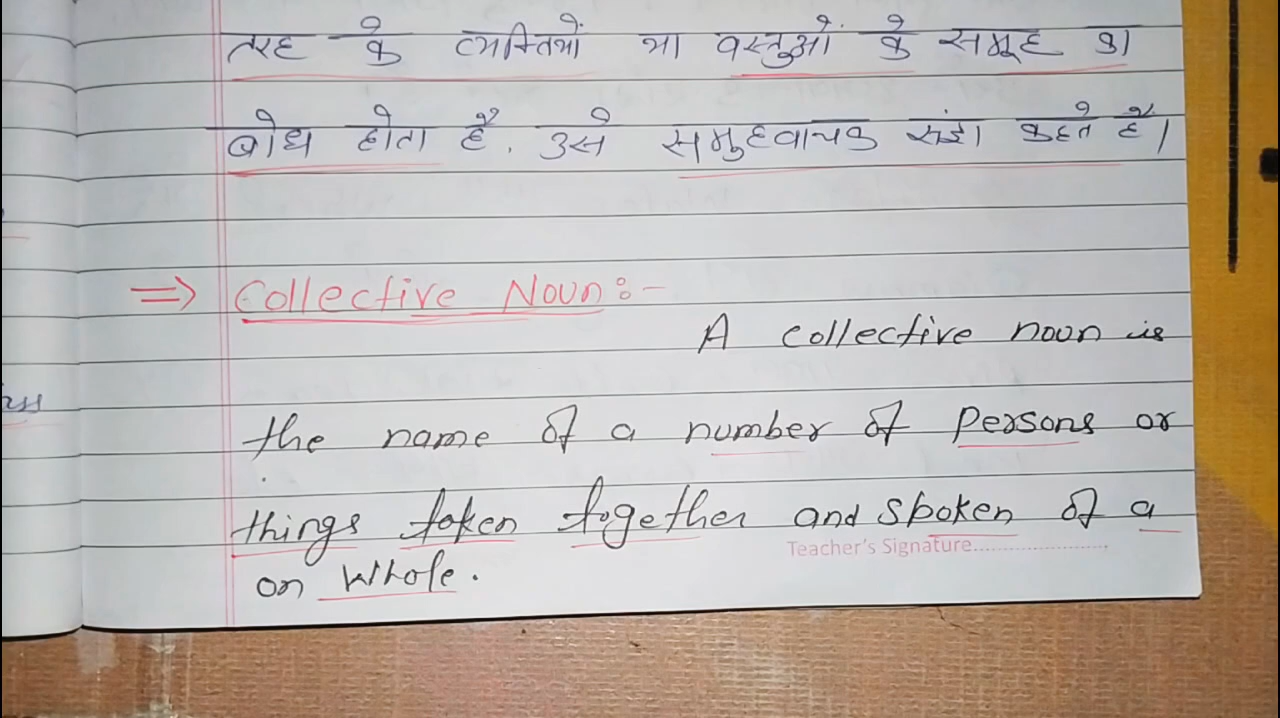 तरह के व्यक्तियों या वस्तुओं के समूह का
बोध होता है, उसे समुहवाचक संज्ञा कहते है।
=> Collective Noun:-
A collective noun is
the name of a number of Persons or
things taken together and spoken of a
on Whole.
Teacher's Signature........................